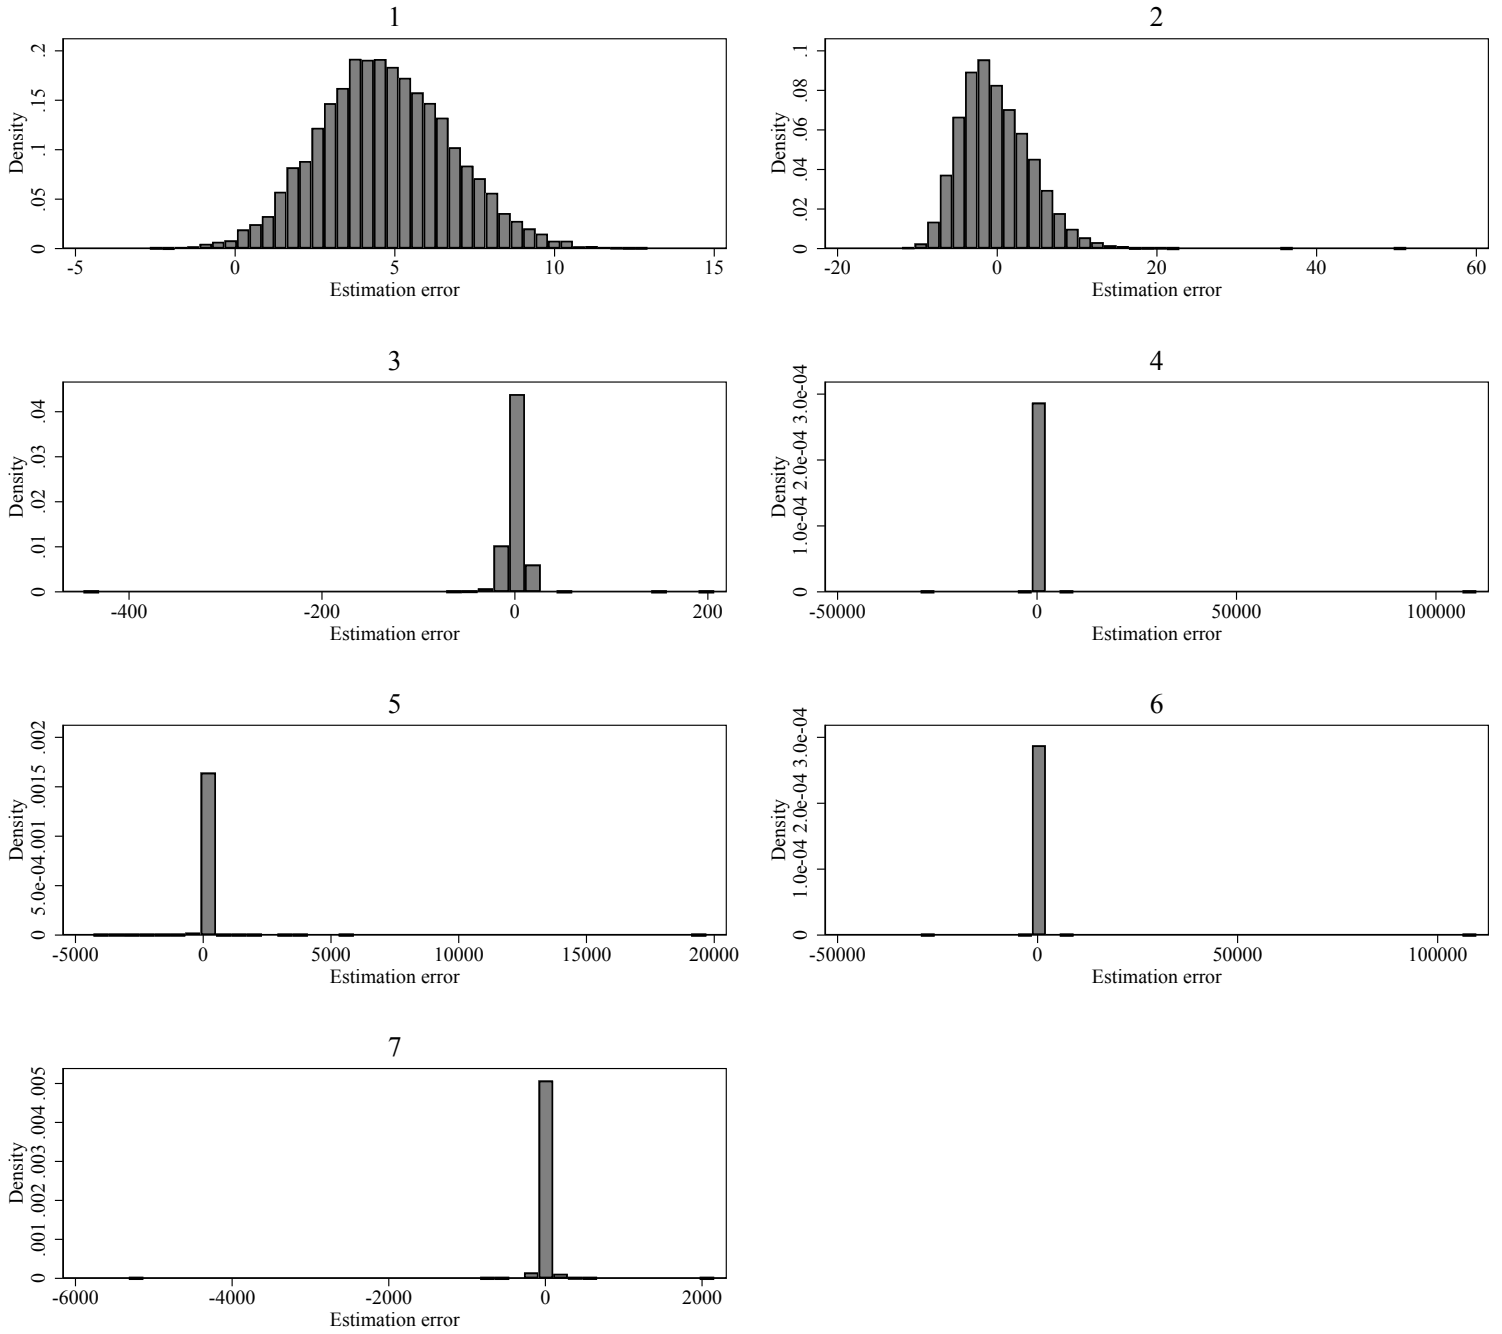 1
Density
0 .05 .1 .15 .2
-5 0 5 10 15
Estimation error
2
Density
0 .02 .04 .06 .08 .1
-20 0 20 40 60
Estimation error
3
Density
0 .01 .02 .03 .04
-400 -200 0 200
Estimation error
4
Density
0 1.0e-04 2.0e-04 3.0e-04
-50000 0 50000 100000
Estimation error
5
Density
0 5.0e-04 .001 .0015 .002
-5000 0 5000 10000 15000 20000
Estimation error
6
Density
0 1.0e-04 2.0e-04 3.0e-04
-50000 0 50000 100000
Estimation error
7
Density
0 .001 .002 .003 .004 .005
-6000 -4000 -2000 0 2000
Estimation error